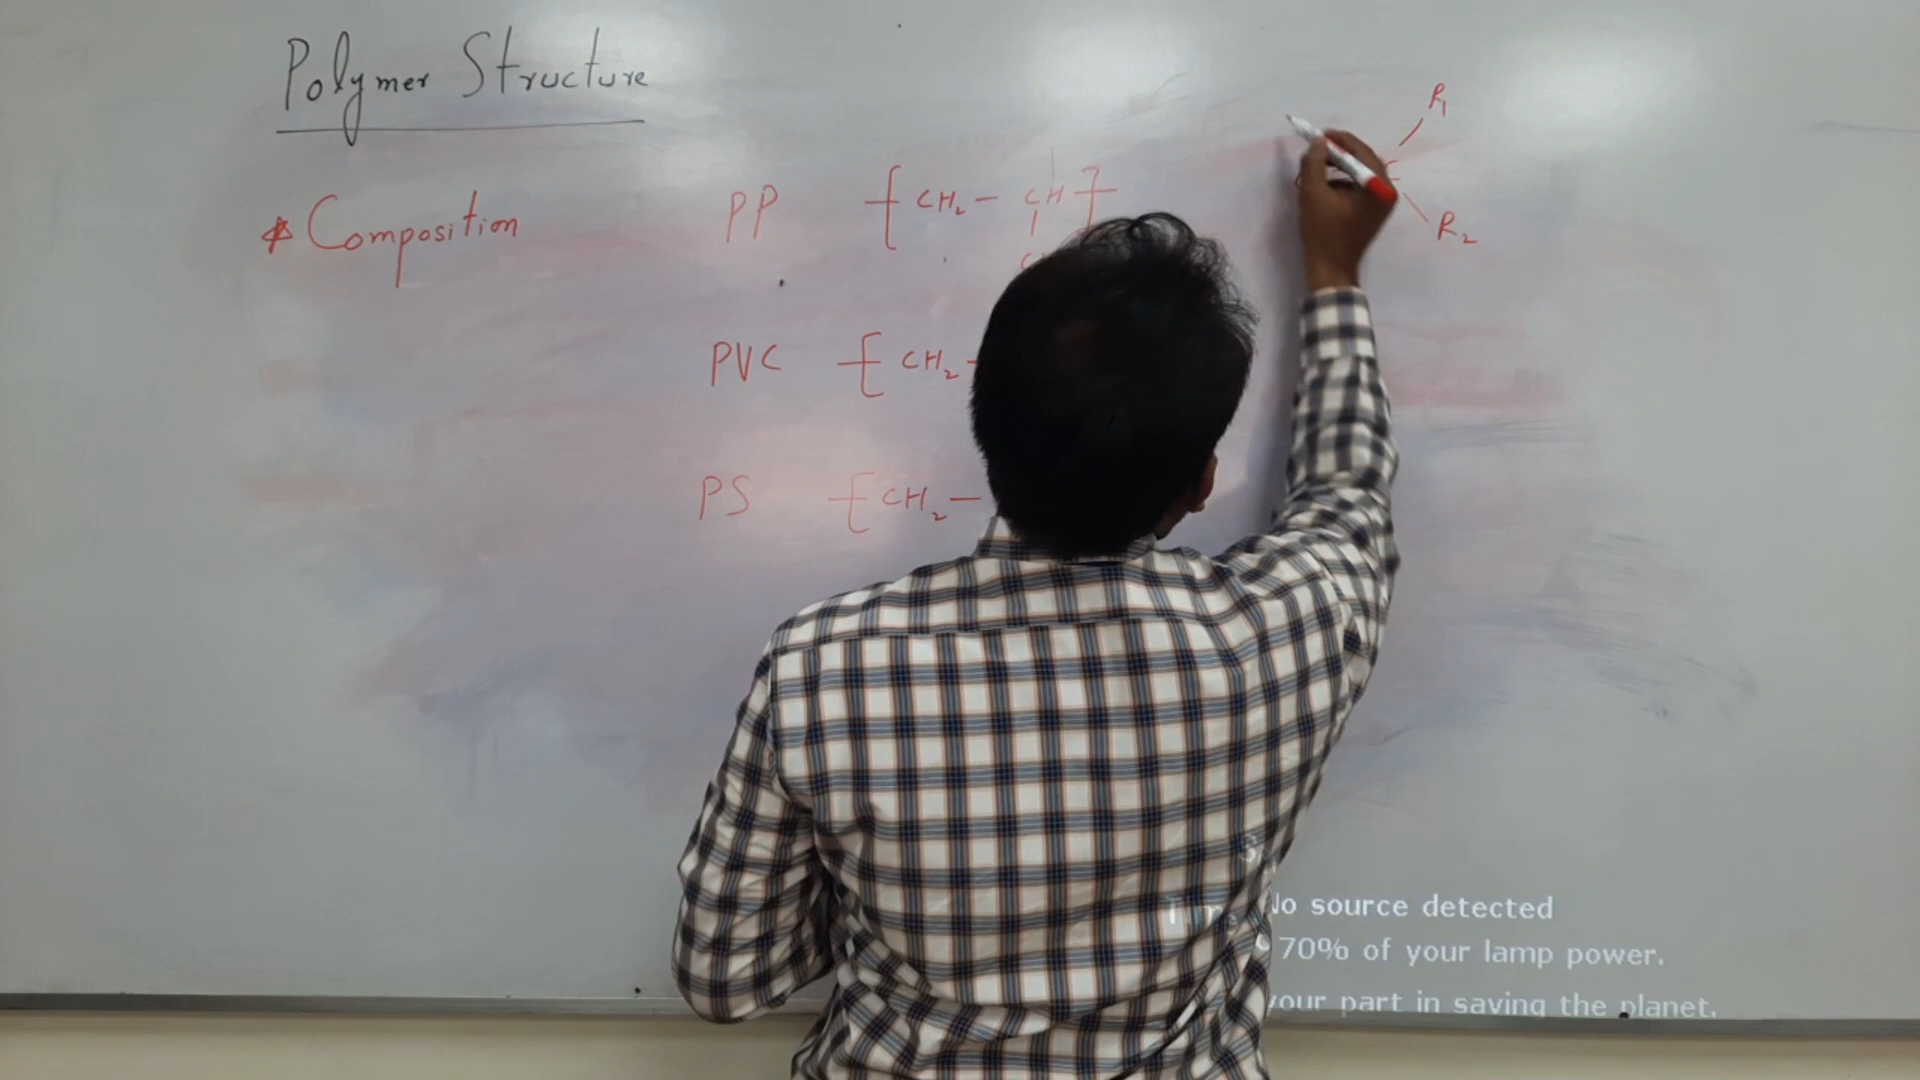 Polymer Structure
* Composition
PP -[ CH2 - CH ]-
R1
R2
PVC -[ CH2 -
PS -[ CH2 -
No source detected
70% of your lamp power.
your part in saving the planet.